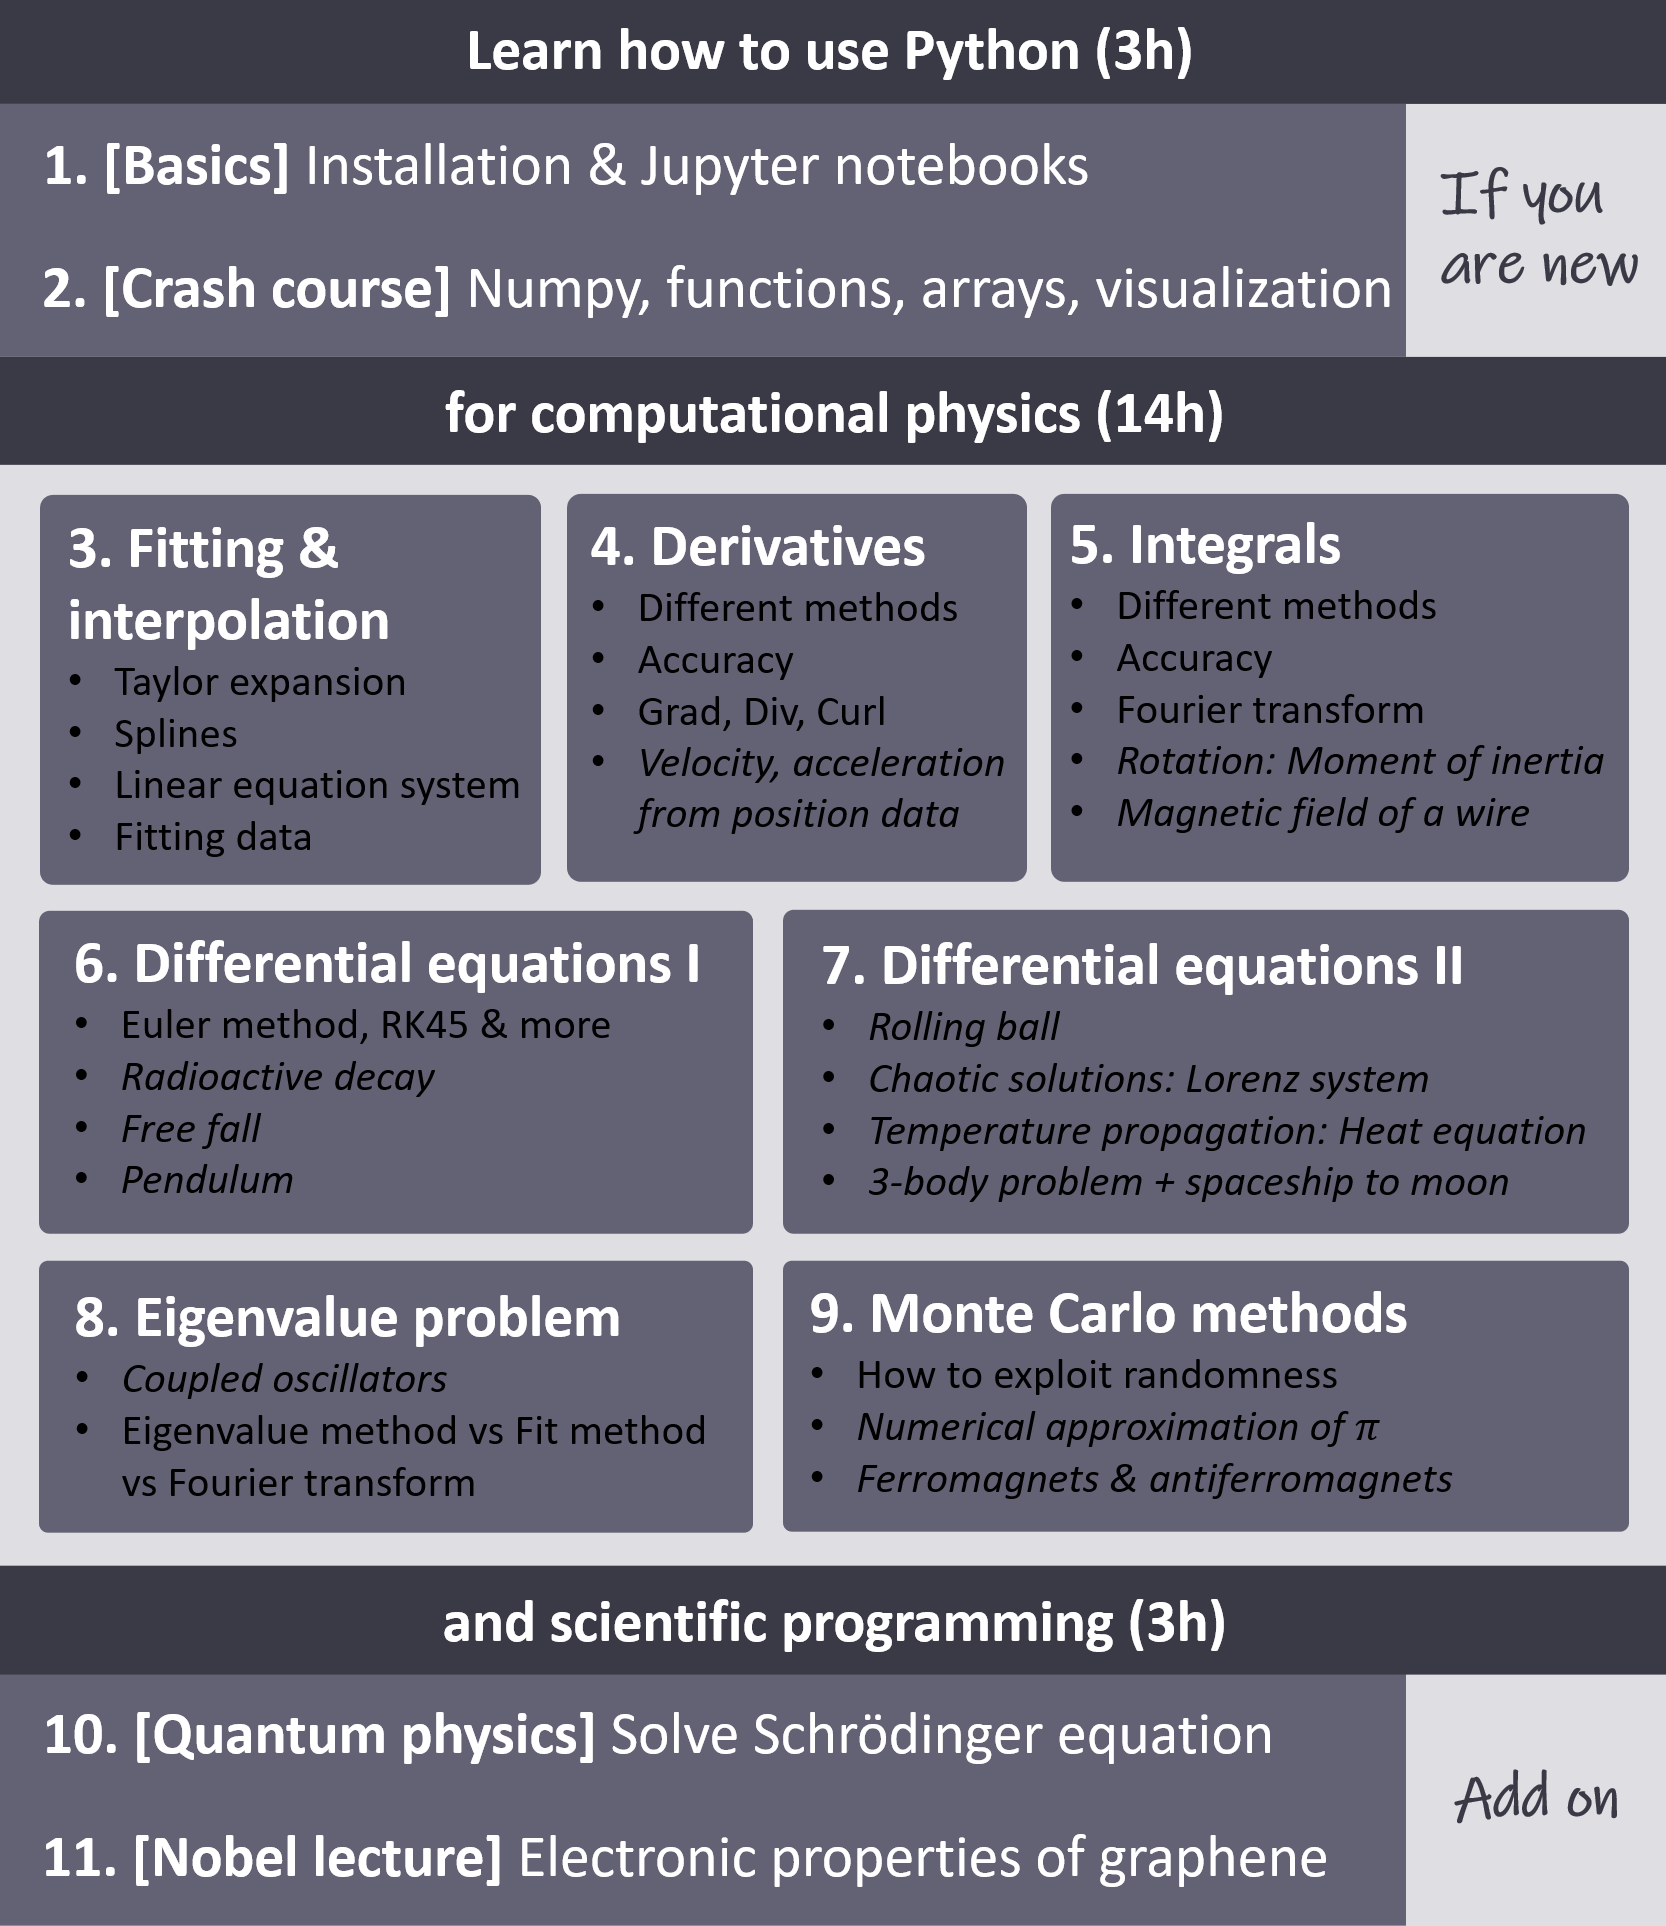 Learn how to use Python (3h)
1. [Basics] Installation & Jupyter notebooks
2. [Crash course] Numpy, functions, arrays, visualization
If you
are new
for computational physics (14h)
3. Fitting &
interpolation
• Taylor expansion
• Splines
• Linear equation system
• Fitting data
4. Derivatives
• Different methods
• Accuracy
• Grad, Div, Curl
• Velocity, acceleration
from position data
5. Integrals
• Different methods
• Accuracy
• Fourier transform
• Rotation: Moment of inertia
• Magnetic field of a wire
6. Differential equations I
• Euler method, RK45 & more
• Radioactive decay
• Free fall
• Pendulum
7. Differential equations II
• Rolling ball
• Chaotic solutions: Lorenz system
• Temperature propagation: Heat equation
• 3-body problem + spaceship to moon
8. Eigenvalue problem
• Coupled oscillators
• Eigenvalue method vs Fit method
vs Fourier transform
9. Monte Carlo methods
• How to exploit randomness
• Numerical approximation of π
• Ferromagnets & antiferromagnets
and scientific programming (3h)
10. [Quantum physics] Solve Schrödinger equation
11. [Nobel lecture] Electronic properties of graphene
Add on